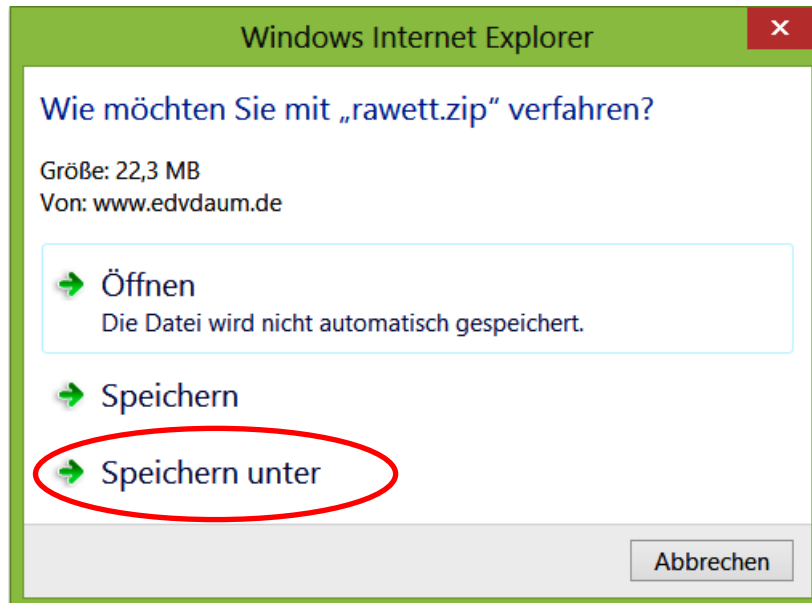 Windows Internet Explorer
Wie möchten Sie mit „rawett.zip“ verfahren?
Größe: 22,3 MB
Von: www.edvdaum.de
Öffnen
Die Datei wird nicht automatisch gespeichert.
Speichern
Speichern unter
Abbrechen